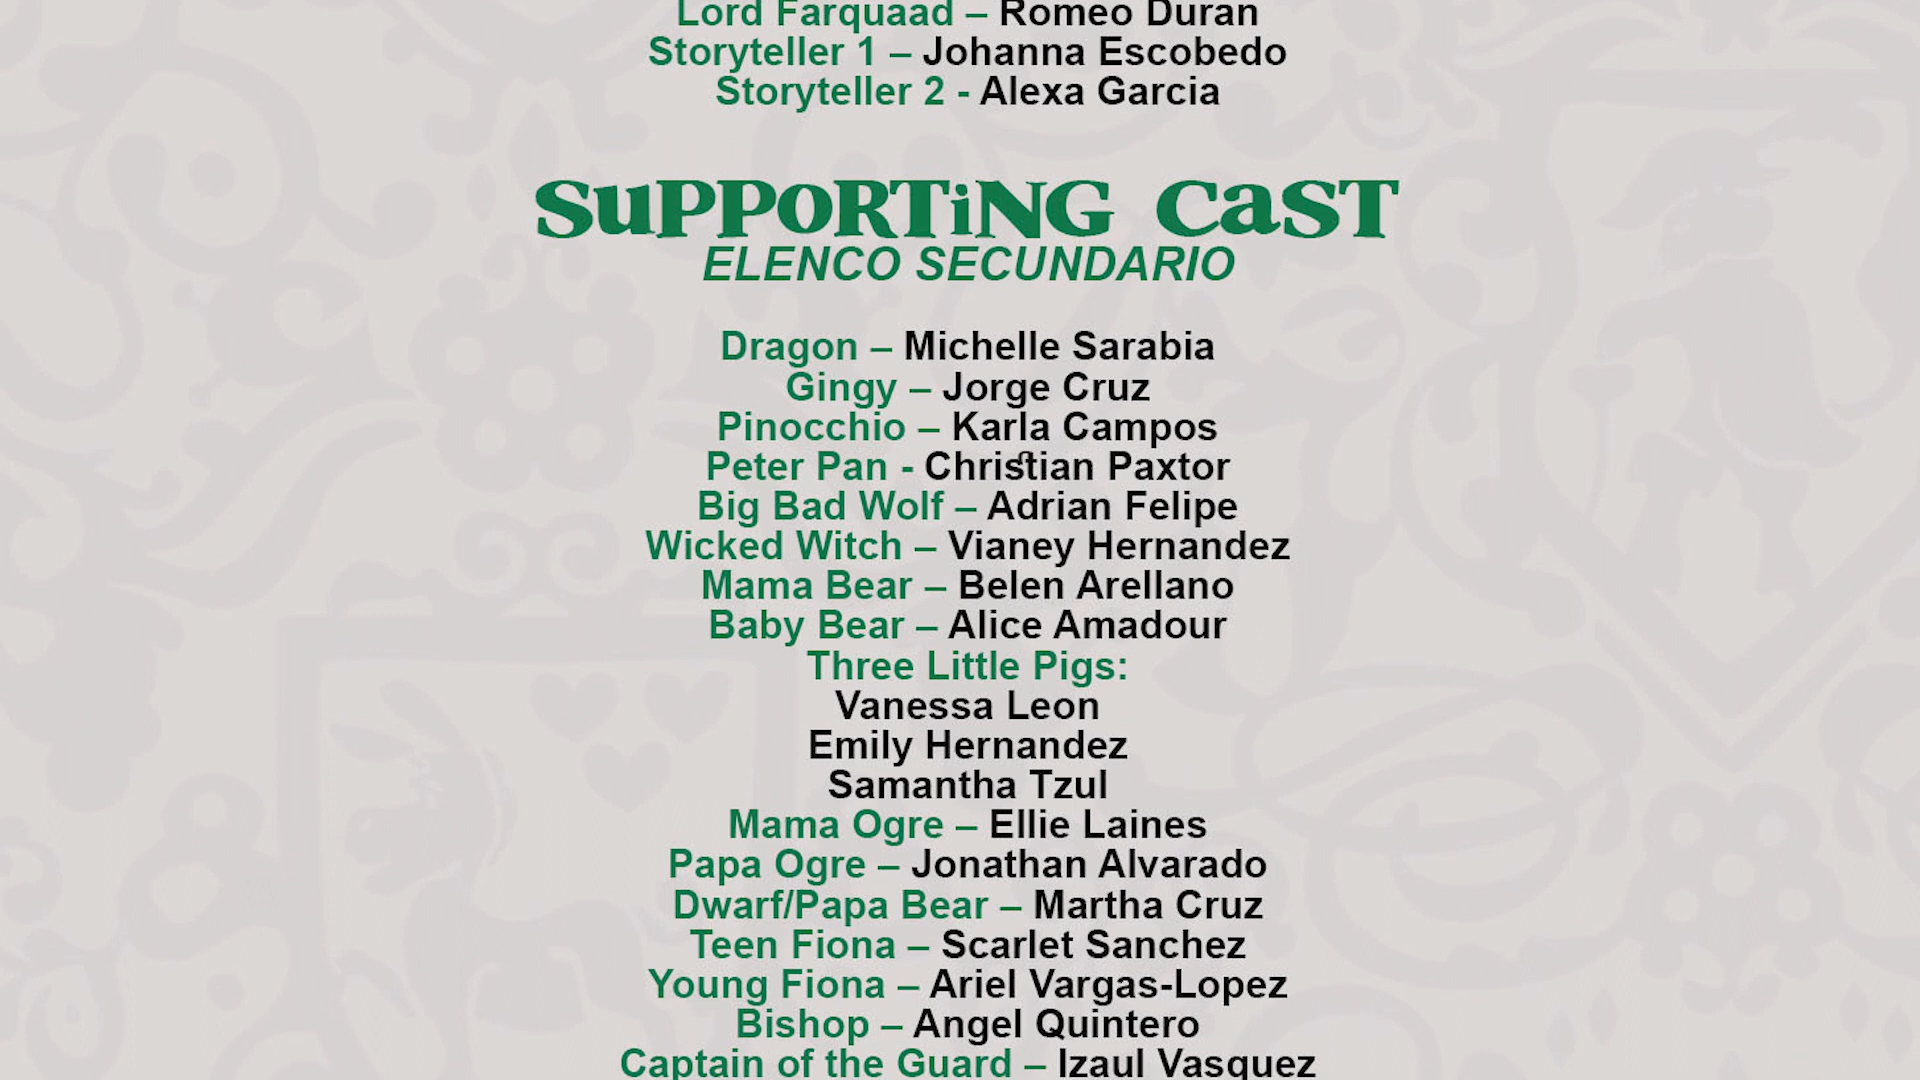 Lord Farquaad – Romeo Duran
Storyteller 1 – Johanna Escobedo
Storyteller 2 - Alexa Garcia
SuPPoRTiNG CaST
ELENCO SECUNDARIO
Dragon – Michelle Sarabia
Gingy – Jorge Cruz
Pinocchio – Karla Campos
Peter Pan - Christian Paxtor
Big Bad Wolf – Adrian Felipe
Wicked Witch – Vianey Hernandez
Mama Bear – Belen Arellano
Baby Bear – Alice Amadour
Three Little Pigs:
Vanessa Leon
Emily Hernandez
Samantha Tzul
Mama Ogre – Ellie Laines
Papa Ogre – Jonathan Alvarado
Dwarf/Papa Bear – Martha Cruz
Teen Fiona – Scarlet Sanchez
Young Fiona – Ariel Vargas-Lopez
Bishop – Angel Quintero
Captain of the Guard – Izaul Vasquez